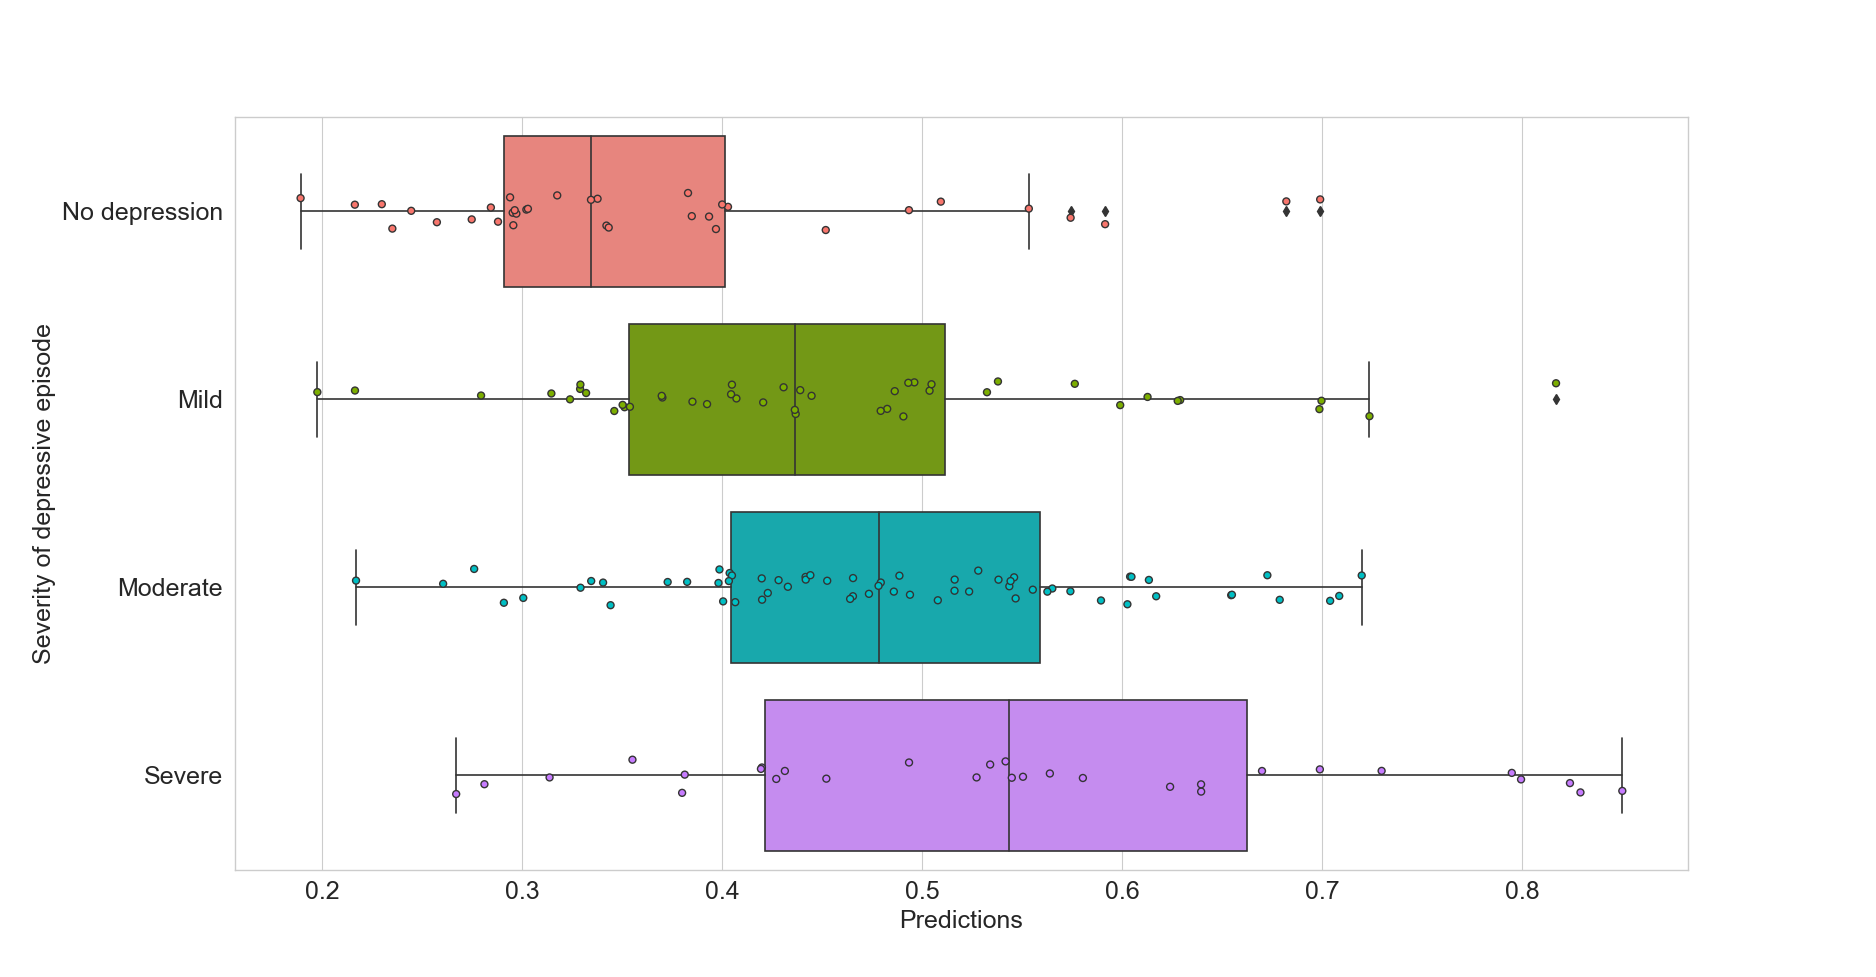 No depression
Mild
Moderate
Severe
Severity of depressive episode
0.2 0.3 0.4 0.5 0.6 0.7 0.8
Predictions